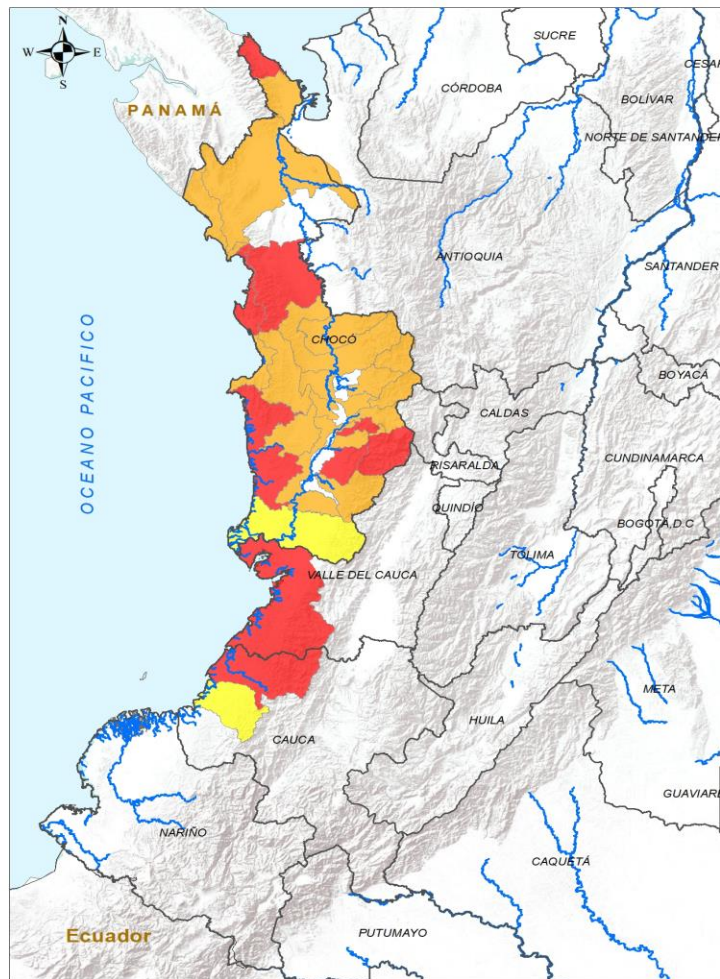 SUCRE
N
W E
S
CESAR
CÓRDOBA
BOLÍVAR
PANAMÁ
NORTE DE SANTANDER
ANTIOQUIA
SANTANDER
OCEANO PACIFICO
CHOCÓ
BOYACÁ
CALDAS
CUNDINAMARCA
RISARALDA
QUINDÍO
BOGOTÁ D.C
TOLIMA
VALLE DEL CAUCA
META
HUILA
CAUCA
GUAVIARE
NARIÑO
CAQUETÁ
Ecuador
PUTUMAYO